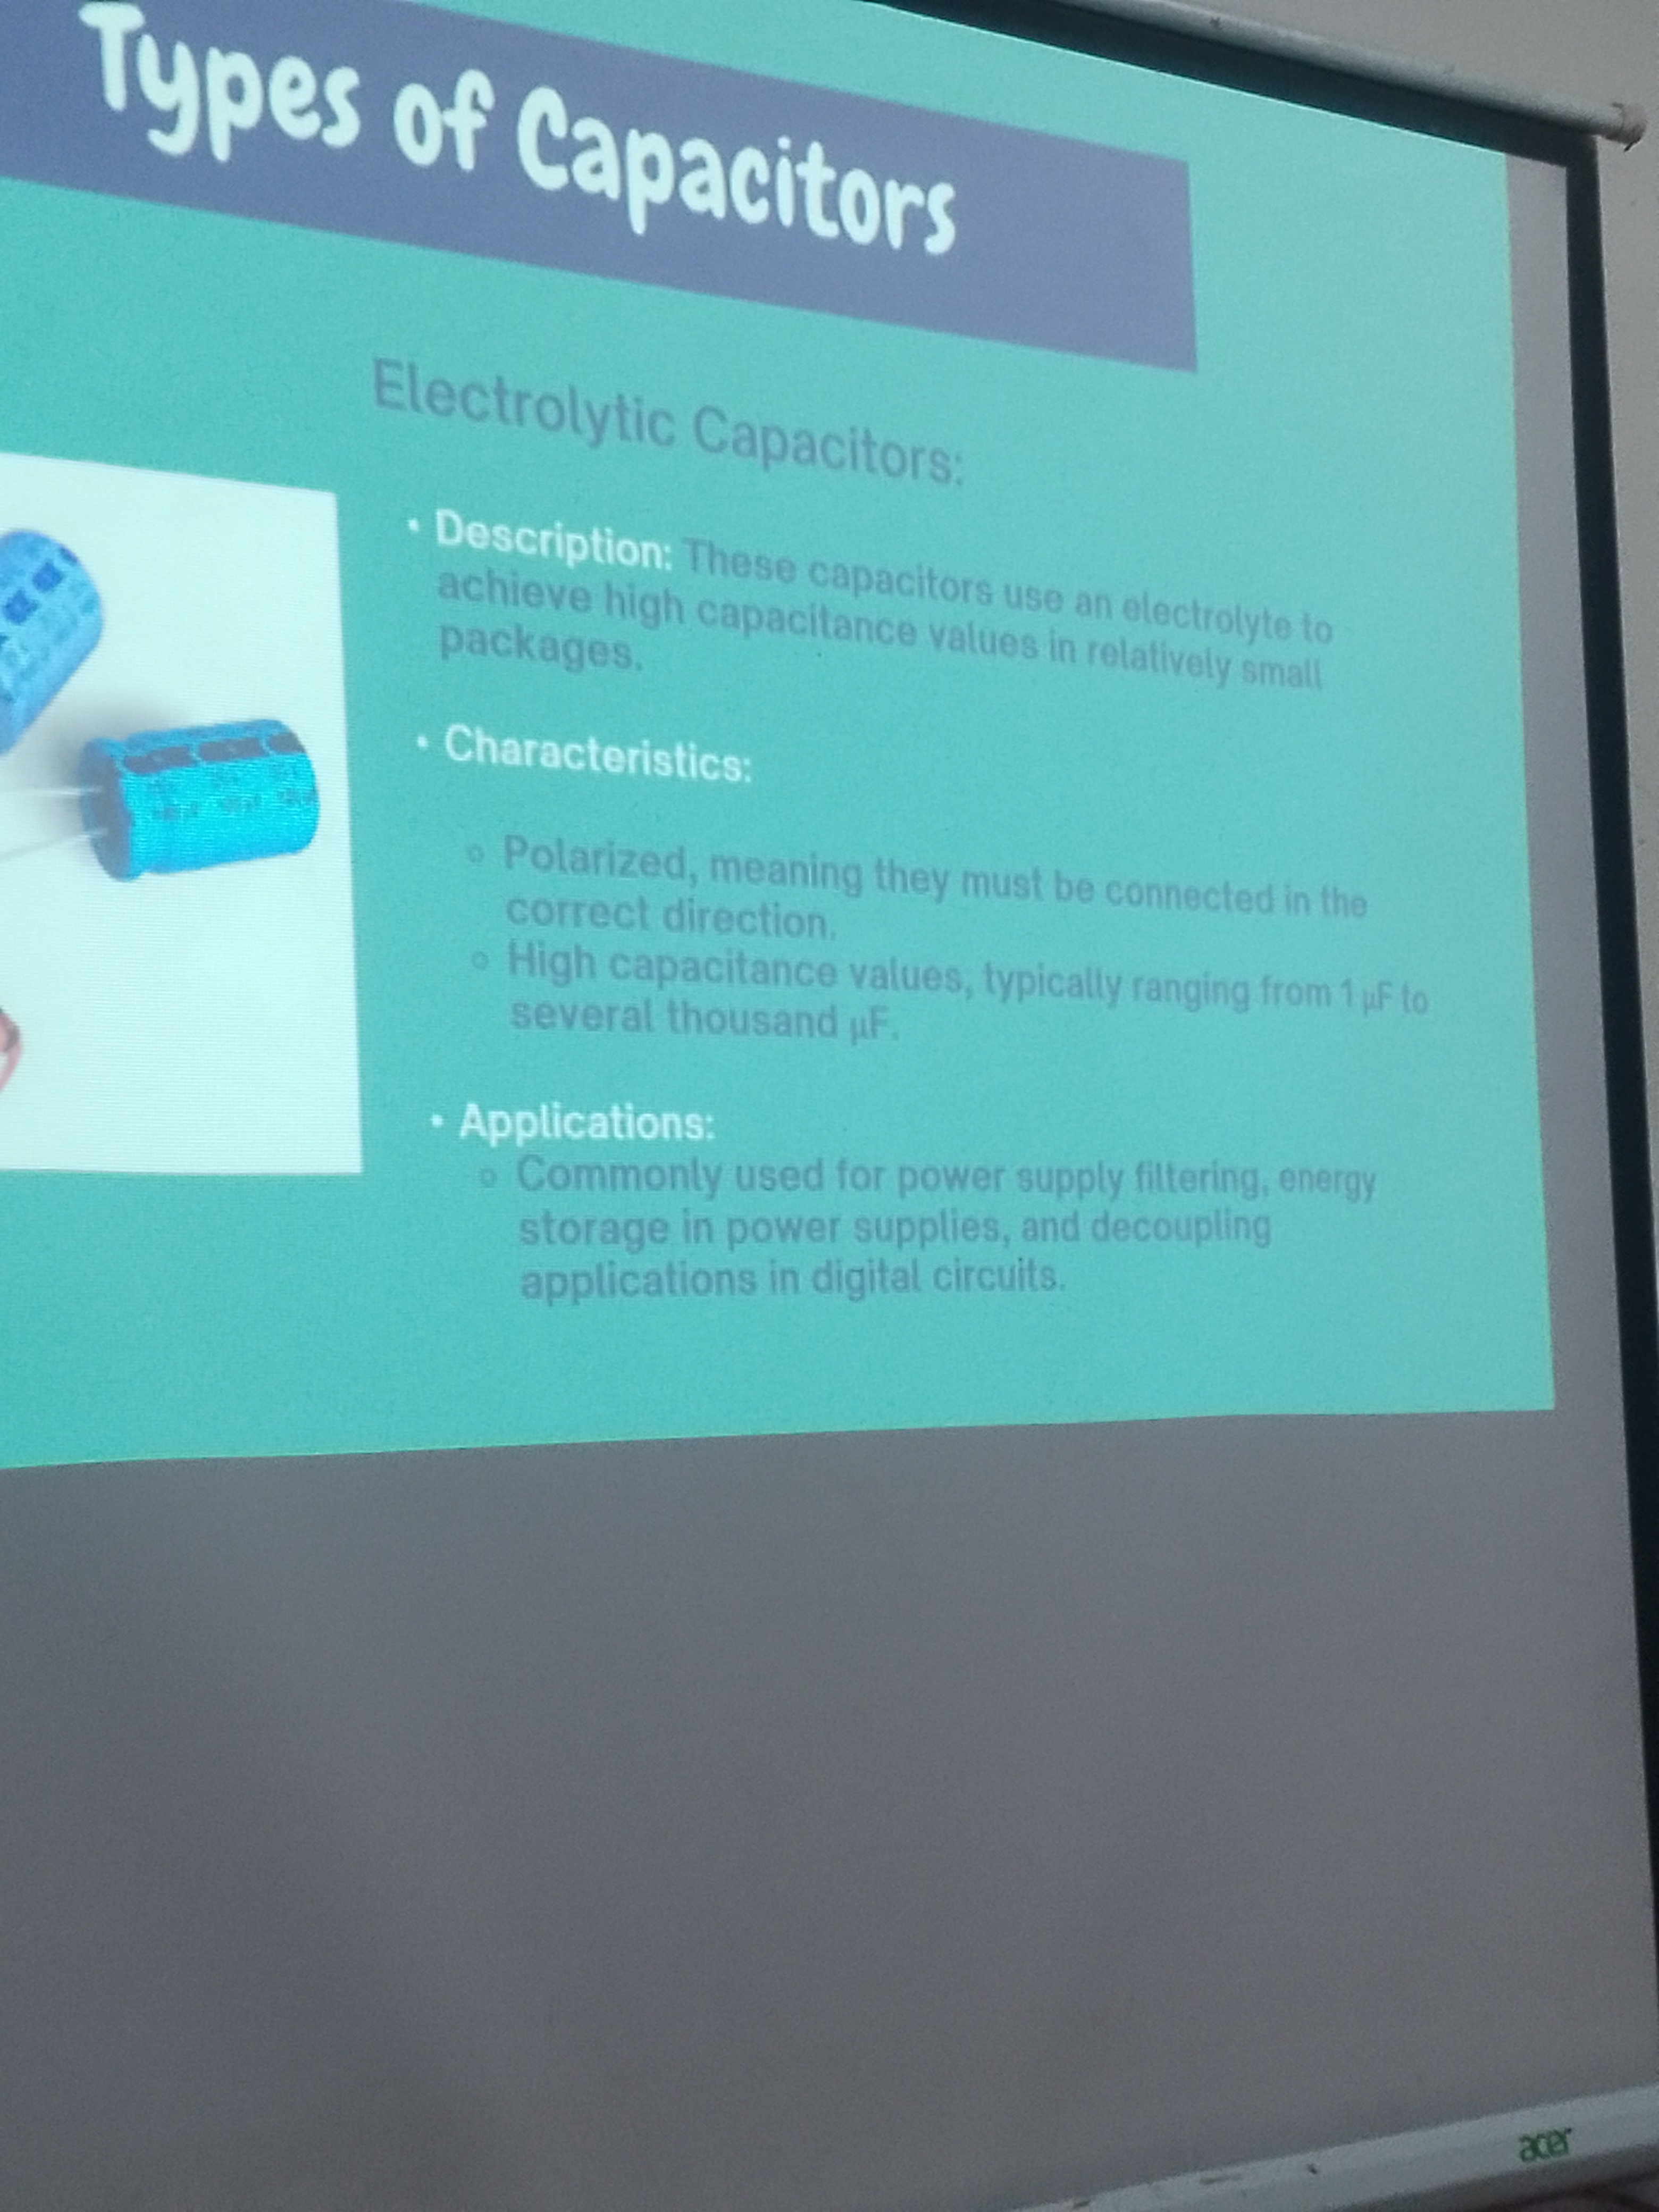 Types of Capacitors
Electrolytic Capacitors:
• Description: These capacitors use an electrolyte to
achieve high capacitance values in relatively small
packages.
• Characteristics:
○ Polarized, meaning they must be connected in the
correct direction.
○ High capacitance values, typically ranging from 1 µF to
several thousand µF.
• Applications:
○ Commonly used for power supply filtering, energy
storage in power supplies, and decoupling
applications in digital circuits.
acer